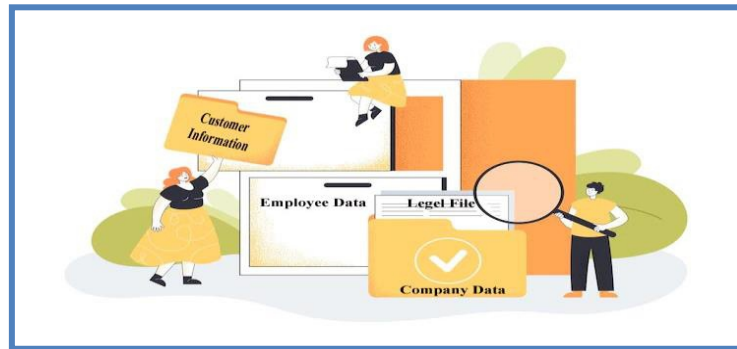 Customer
Information
Employee Data
Legel File
Company Data